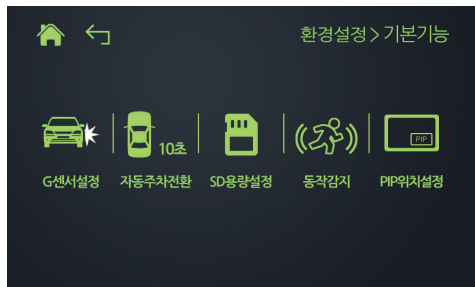 환경설정 > 기본기능
10초
PIP
G센서설정
자동주차전환
SD용량설정
동작감지
PIP위치설정